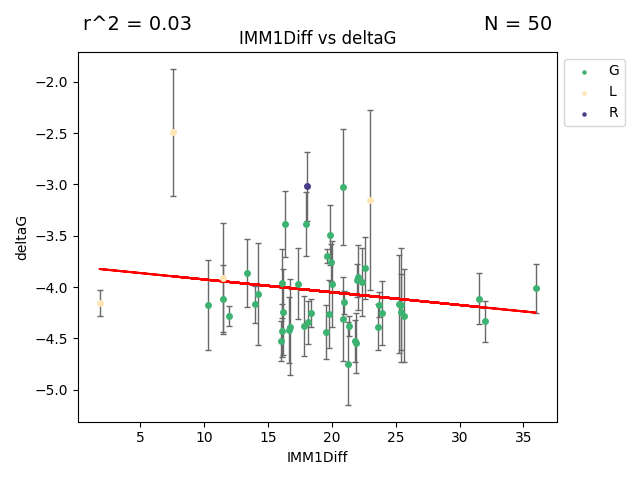 r^2 = 0.03
N = 50
IMM1Diff vs deltaG
G
L
R
−2.0
−2.5
−3.0
−3.5
−4.0
−4.5
−5.0
deltaG
5
10
15
20
25
30
35
IMM1Diff